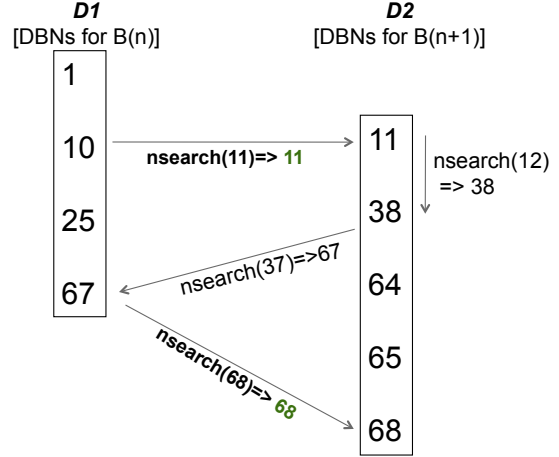 D1
[DBNs for B(n)]
1
10
25
67
D2
[DBNs for B(n+1)]
11
38
64
65
68
nsearch(11)=> 11
nsearch(12)
=> 38
nsearch(37)=>67
nsearch(68)=> 68